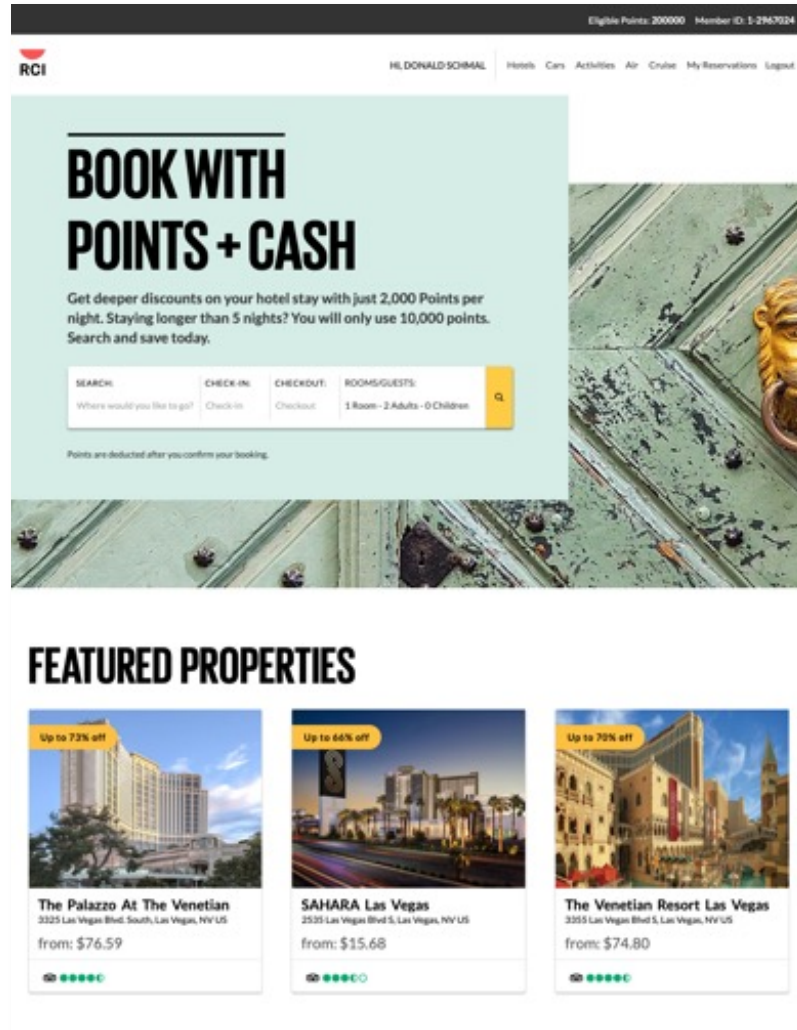 Eligible Points: 200000 Member ID: 1-2967024
RCI
HI, DONALD SCHMAL Hotels Cars Activities Air Cruise My Reservations Logout
BOOK WITH
POINTS + CASH
Get deeper discounts on your hotel stay with just 2,000 Points per
night. Staying longer than 5 nights? You will only use 10,000 points.
Search and save today.
SEARCH: CHECK-IN: CHECKOUT: ROOMS/GUESTS:
Where would you like to go? Check-in Checkout 1 Room - 2 Adults - 0 Children
Points are deducted after you confirm your booking.
FEATURED PROPERTIES
Up to 73% off
Up to 66% off
Up to 70% off
The Palazzo At The Venetian
3325 Las Vegas Blvd. South, Las Vegas, NV US
from: $76.59
SAHARA Las Vegas
2535 Las Vegas Blvd S, Las Vegas, NV US
from: $15.68
The Venetian Resort Las Vegas
3355 Las Vegas Blvd S, Las Vegas, NV US
from: $74.80